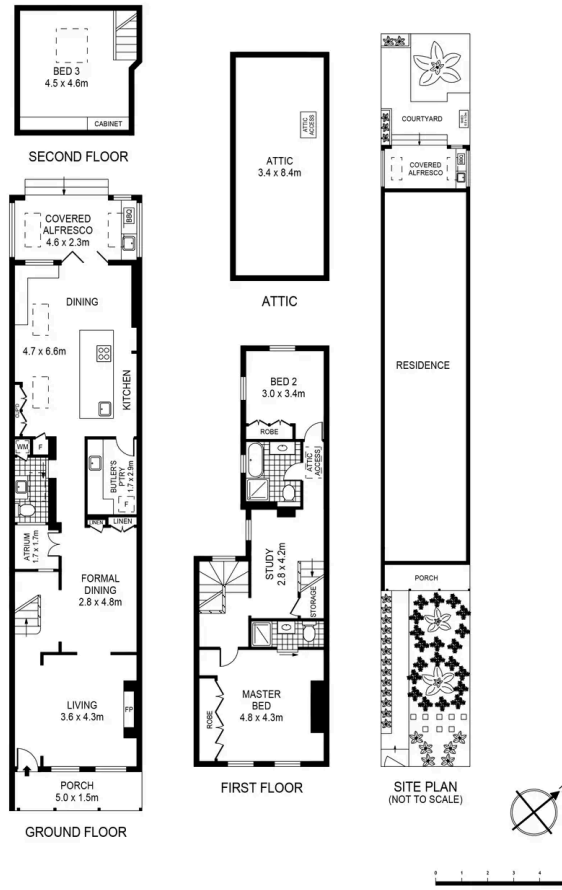 BED 3
4.5 x 4.6m
CABINET
SECOND FLOOR
COVERED
ALFRESCO
4.6 x 2.3m
BBQ
DINING
4.7 x 6.6m
KITCHEN
WM
F
BUTLER'S
PTRY
1.7 x 2.9m
F
LINEN
LINEN
ATRIUM
1.7 x 1.7m
FORMAL
DINING
2.8 x 4.8m
LIVING
3.6 x 4.3m
FP
PORCH
5.0 x 1.5m
GROUND FLOOR
ATTIC
ACCESS
ATTIC
3.4 x 8.4m
ATTIC
BED 2
3.0 x 3.4m
ROBE
ATTIC
ACCESS
STUDY
2.8 x 4.2m
STORAGE
MASTER
BED
4.8 x 4.3m
ROBE
FIRST FLOOR
COURTYARD
COVERED
ALFRESCO
BBQ
RESIDENCE
PORCH
SITE PLAN
(NOT TO SCALE)
0 1 2 3 4